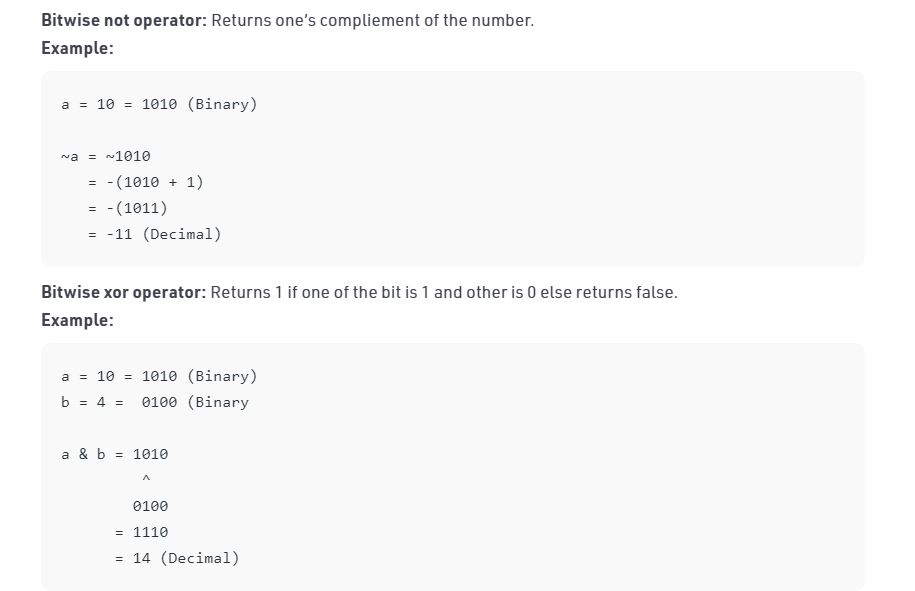 Bitwise not operator: Returns one's compliement of the number.
Example:
a = 10 = 1010 (Binary)
~a = ~1010
= -(1010 + 1)
= -(1011)
= -11 (Decimal)
Bitwise xor operator: Returns 1 if one of the bit is 1 and other is 0 else returns false.
Example:
a = 10 = 1010 (Binary)
b = 4 =  0100 (Binary
a & b = 1010
^
0100
= 1110
= 14 (Decimal)